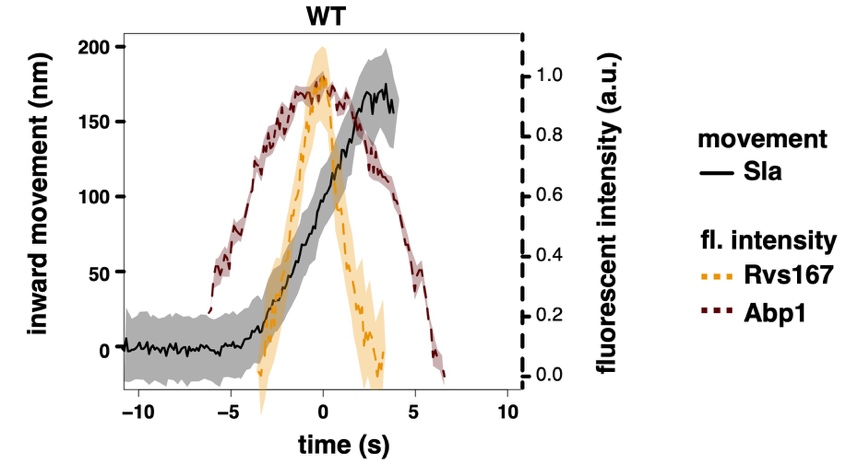 WT
inward movement (nm)
200
150
100
50
0
−10
−5
0
5
10
time (s)
1.0
0.8
0.6
0.4
0.2
0.0
fluorescent intensity (a.u.)
movement
Sla
fl. intensity
Rvs167
Abp1